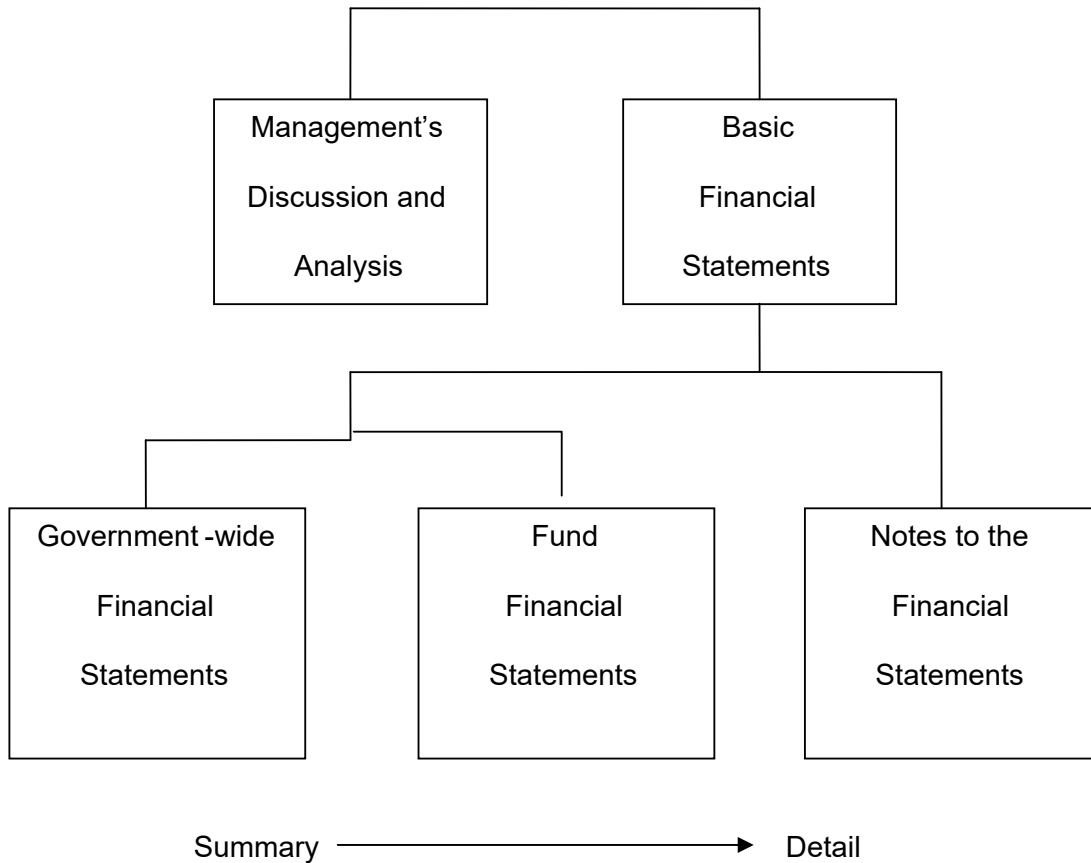 Management’s
Discussion and
Analysis
Basic
Financial
Statements
Government -wide
Financial
Statements
Fund
Financial
Statements
Notes to the
Financial
Statements
Summary
Detail